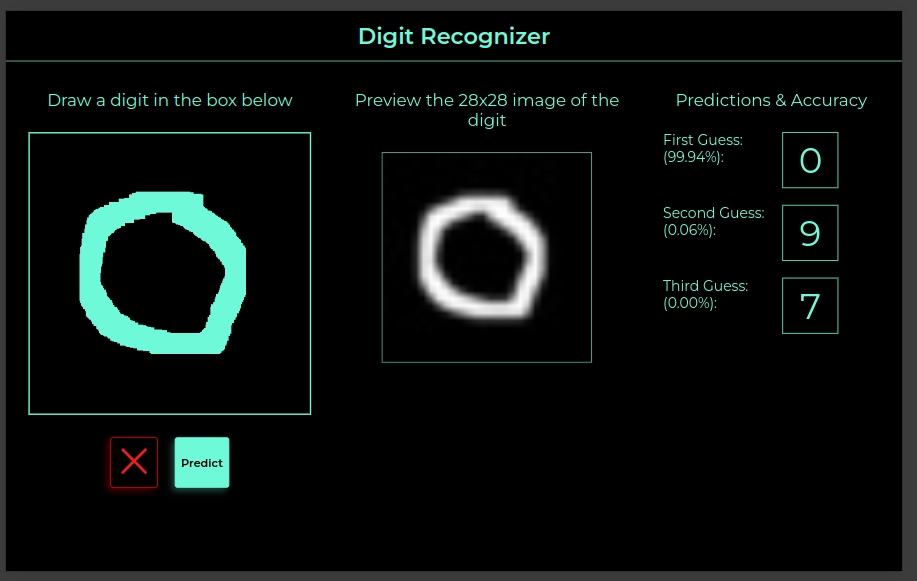 Digit Recognizer
Draw a digit in the box below
Preview the 28x28 image of the
digit
Predictions & Accuracy
First Guess:
(99.94%):
0
Second Guess:
(0.06%):
9
Third Guess:
(0.00%):
7
Predict